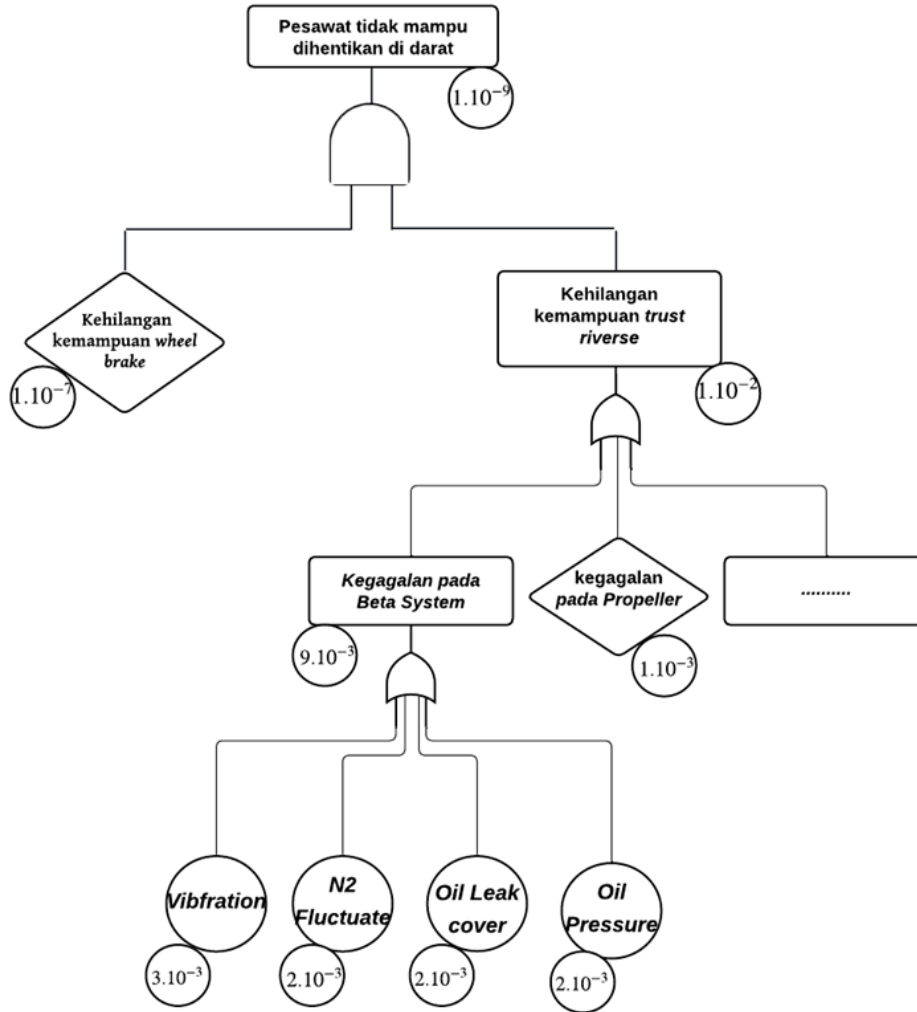 Pesawat tidak mampu
dihentikan di darat
1.10⁻⁹
Kehilangan
kemampuan wheel
brake
1.10⁻⁷
Kehilangan
kemampuan trust
riverse
1.10⁻²
Kegagalan pada
Beta System
9.10⁻³
kegagalan
pada Propeller
1.10⁻³
..........
Vibfration
3.10⁻³
N2
Fluctuate
2.10⁻³
Oil Leak
cover
2.10⁻³
Oil
Pressure
2.10⁻³